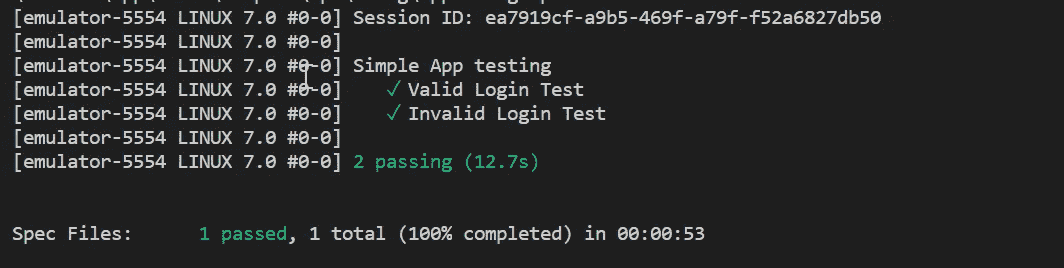 [emulator-5554 LINUX 7.0 #0-0] Session ID: ea7919cf-a9b5-469f-a79f-f52a6827db50
[emulator-5554 LINUX 7.0 #0-0]
[emulator-5554 LINUX 7.0 #0-0] Simple App testing
[emulator-5554 LINUX 7.0 #0-0]    ✓ Valid Login Test
[emulator-5554 LINUX 7.0 #0-0]    ✓ Invalid Login Test
[emulator-5554 LINUX 7.0 #0-0]
[emulator-5554 LINUX 7.0 #0-0] 2 passing (12.7s)
Spec Files:      1 passed, 1 total (100% completed) in 00:00:53